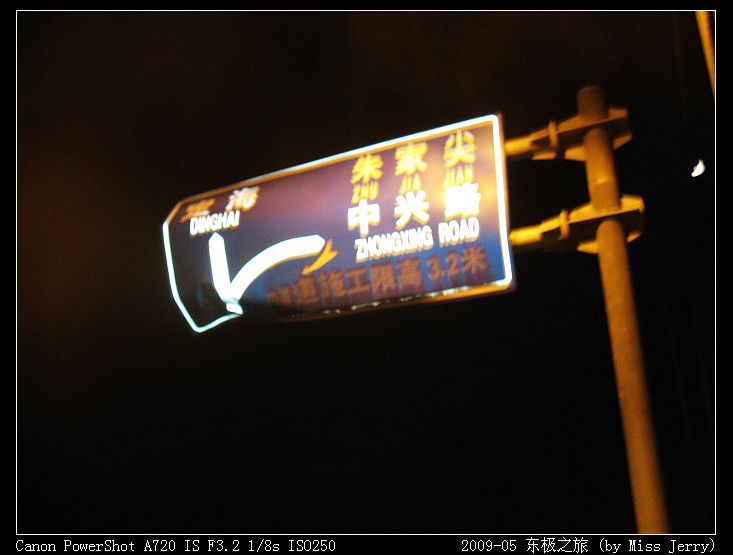 朱家尖
ZHU JIA JIAN
定海
DINGHAI
中兴路
ZHONGXING ROAD
道施工限高3.2米
Canon PowerShot A720 IS F3.2 1/8s ISO250
2009-05 东极之旅 (by Miss Jerry)